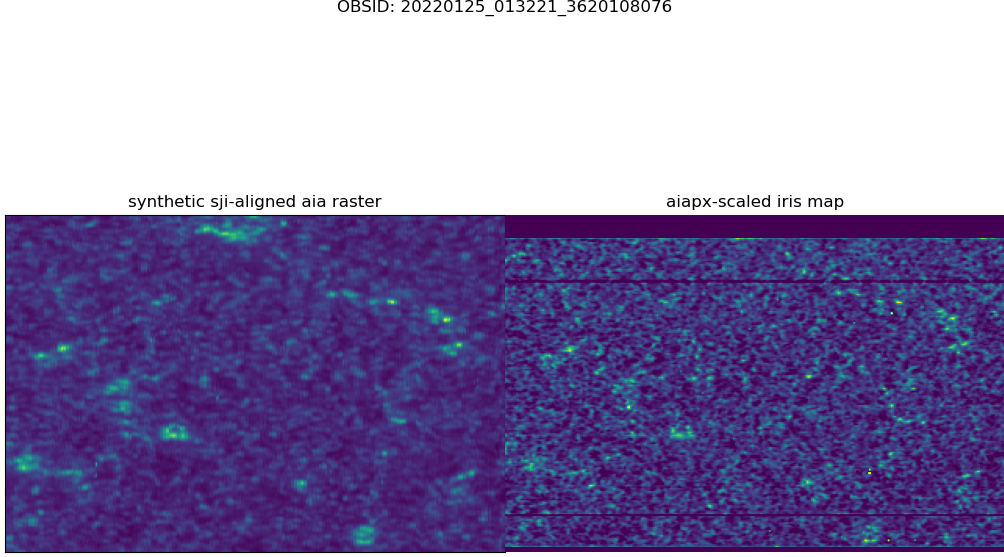 OBSID: 20220125_013221_3620108076
synthetic sji-aligned aia raster
aiapx-scaled iris map